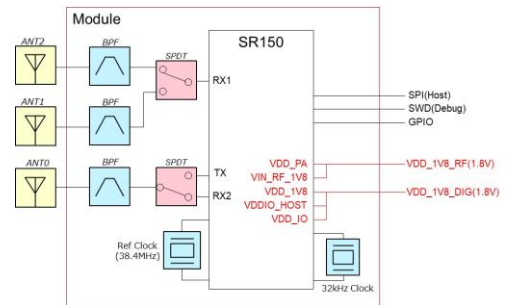 Module
ANT2
BPF
SPDT
SR150
RX1
ANT1
BPF
SPI(Host)
SWD(Debug)
GPIO
ANT0
BPF
SPDT
TX
RX2
VDD_PA
VIN_RF_1V8
VDD_1V8
VDDIO_HOST
VDD_IO
VDD_1V8_RF(1.8V)
VDD_1V8_DIG(1.8V)
Ref Clock
(38.4MHz)
32kHz Clock